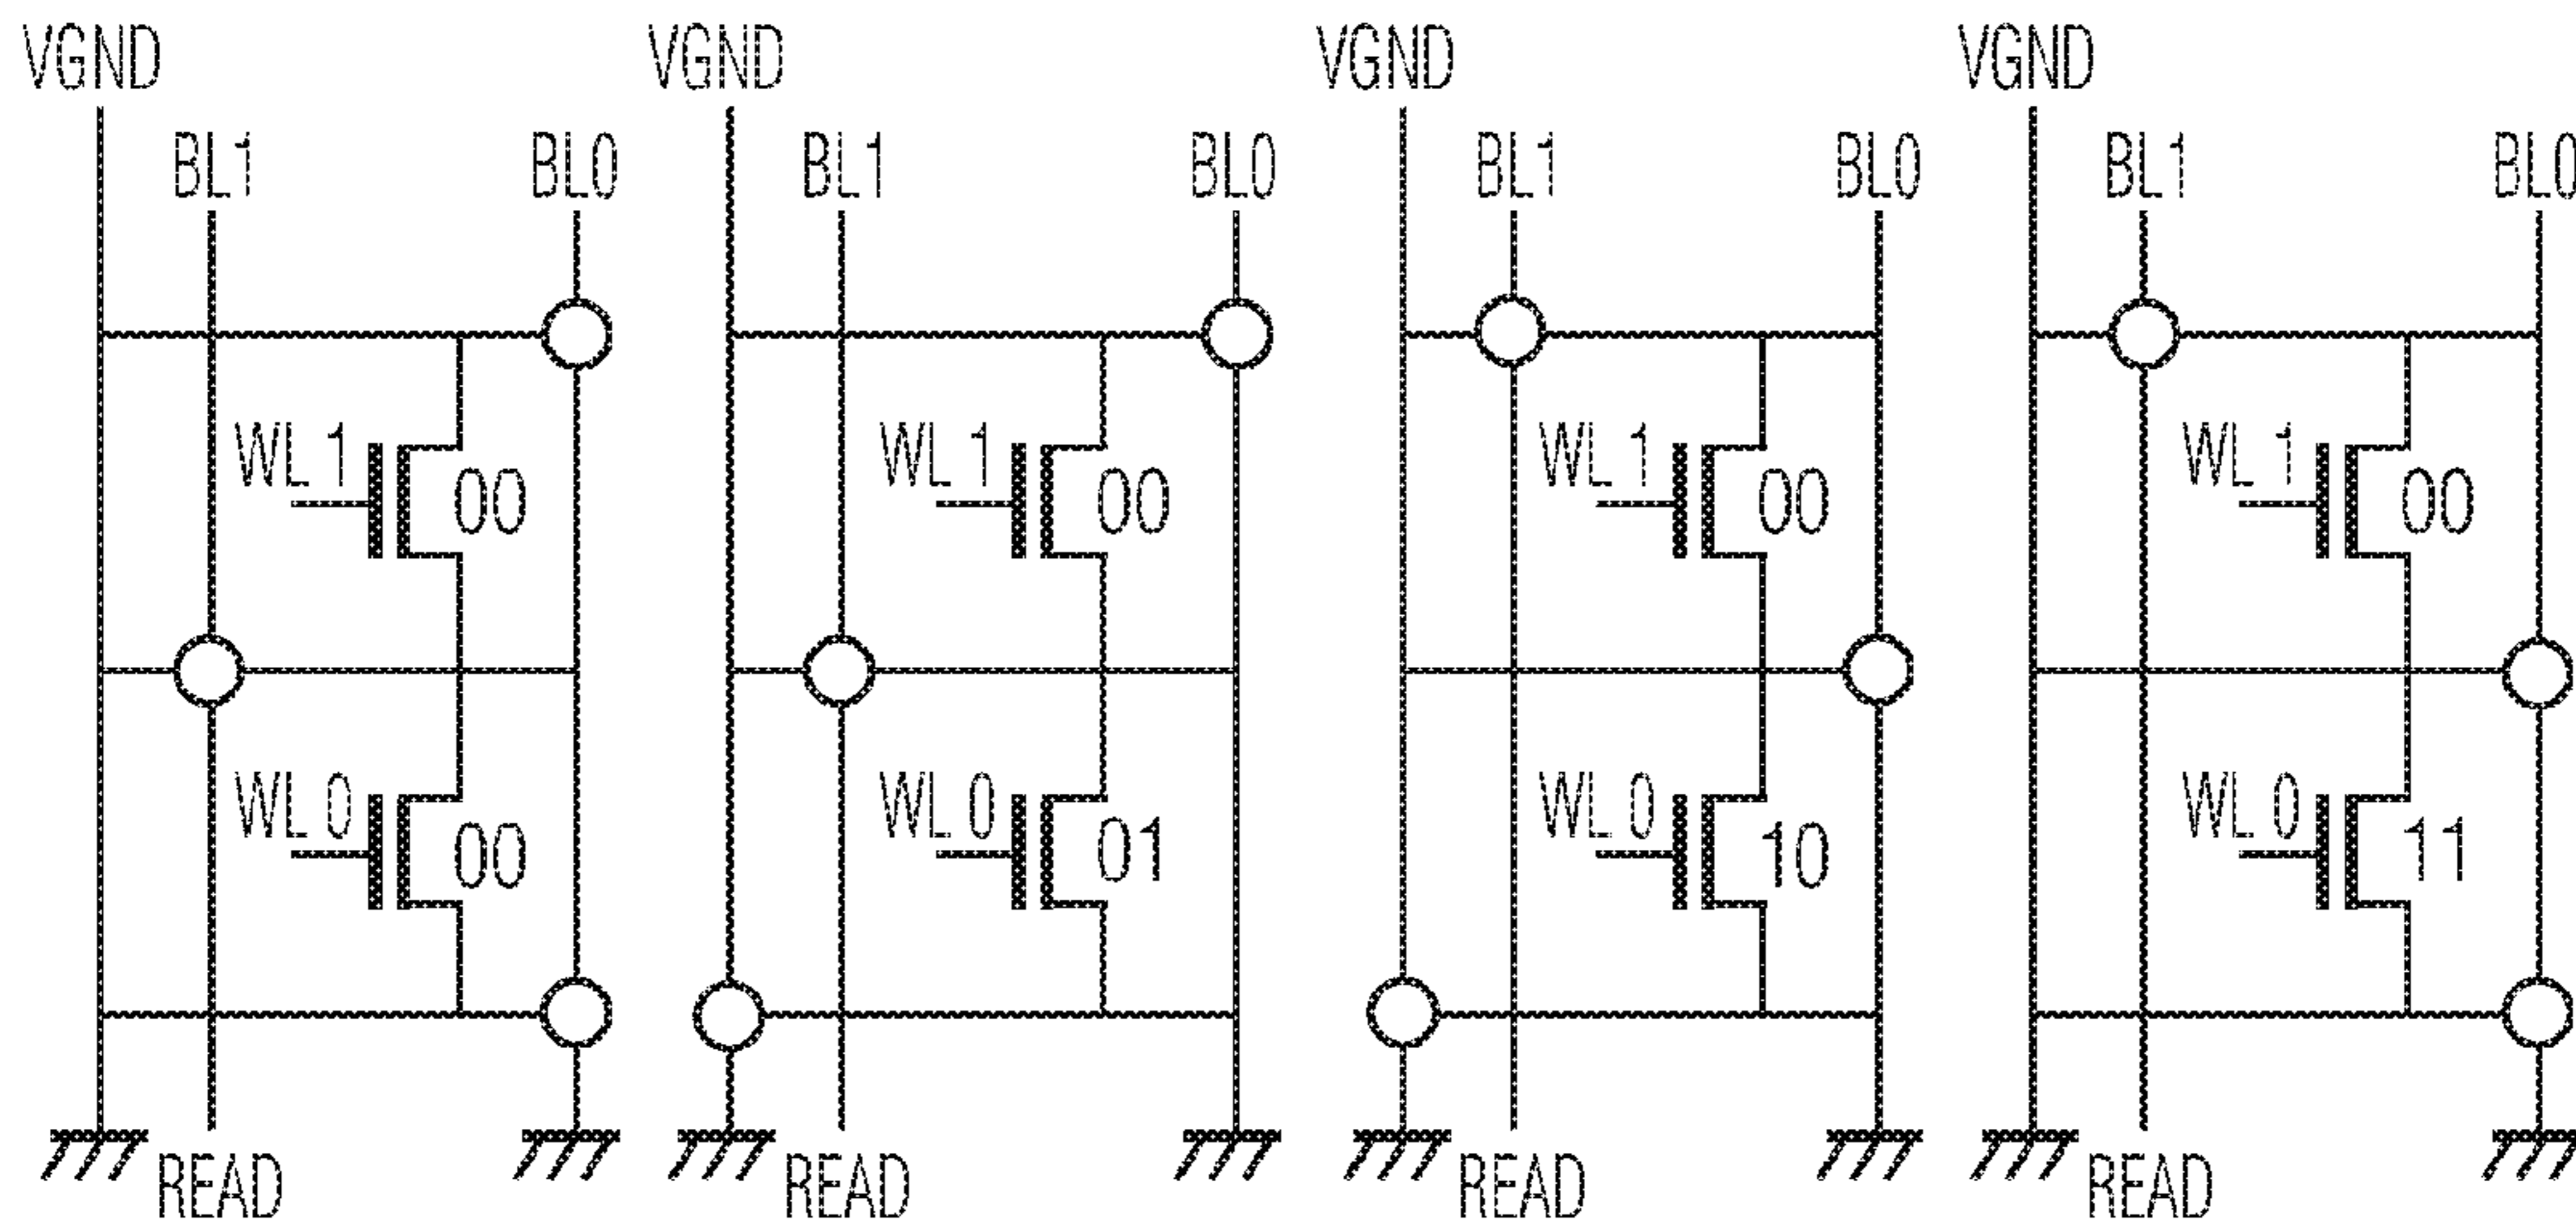 VGND VGND VGND VGND
BL1 BL0 BL1 BL0 BL1 BL0 BL1 BL0
WL1 00 WL1 00 WL1 00 WL1 00
WL0 00 WL0 01 WL0 10 WL0 11
READ READ READ READ